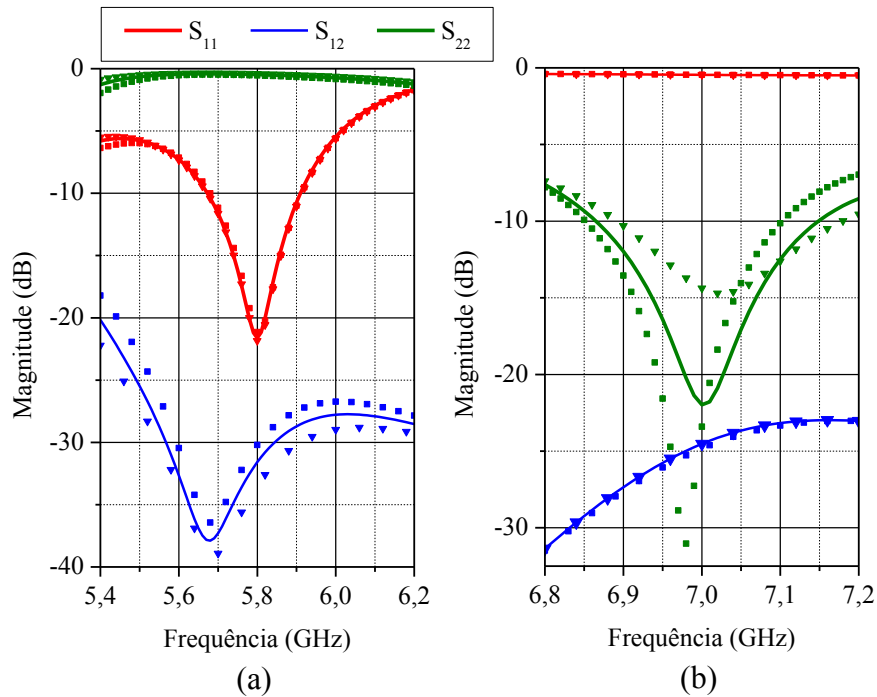 S₁₁ S₁₂ S₂₂
Magnitude (dB)
0
-10
-20
-30
-40
5,4 5,6 5,8 6,0 6,2
Frequência (GHz)
(a)
Magnitude (dB)
0
-10
-20
-30
6,8 6,9 7,0 7,1 7,2
Frequência (GHz)
(b)